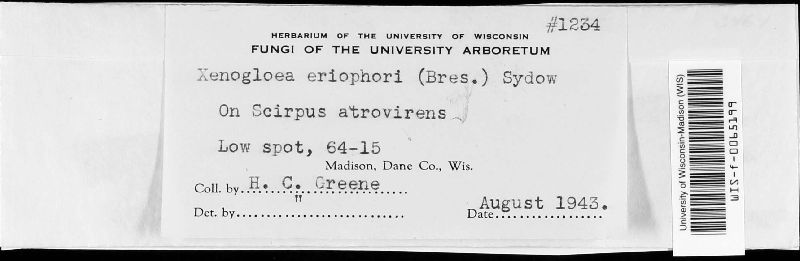 #1234
HERBARIUM OF THE UNIVERSITY OF WISCONSIN
FUNGI OF THE UNIVERSITY ARBORETUM
Xenogloea eriophori (Bres.) Sydow
On Scirpus atrovirens
Low spot, 64-15
Madison, Dane Co., Wis.
Coll. by H. C. Greene
Det. by "
Date August 1943.
University of Wisconsin-Madison (WIS)
WIS-f-0065199